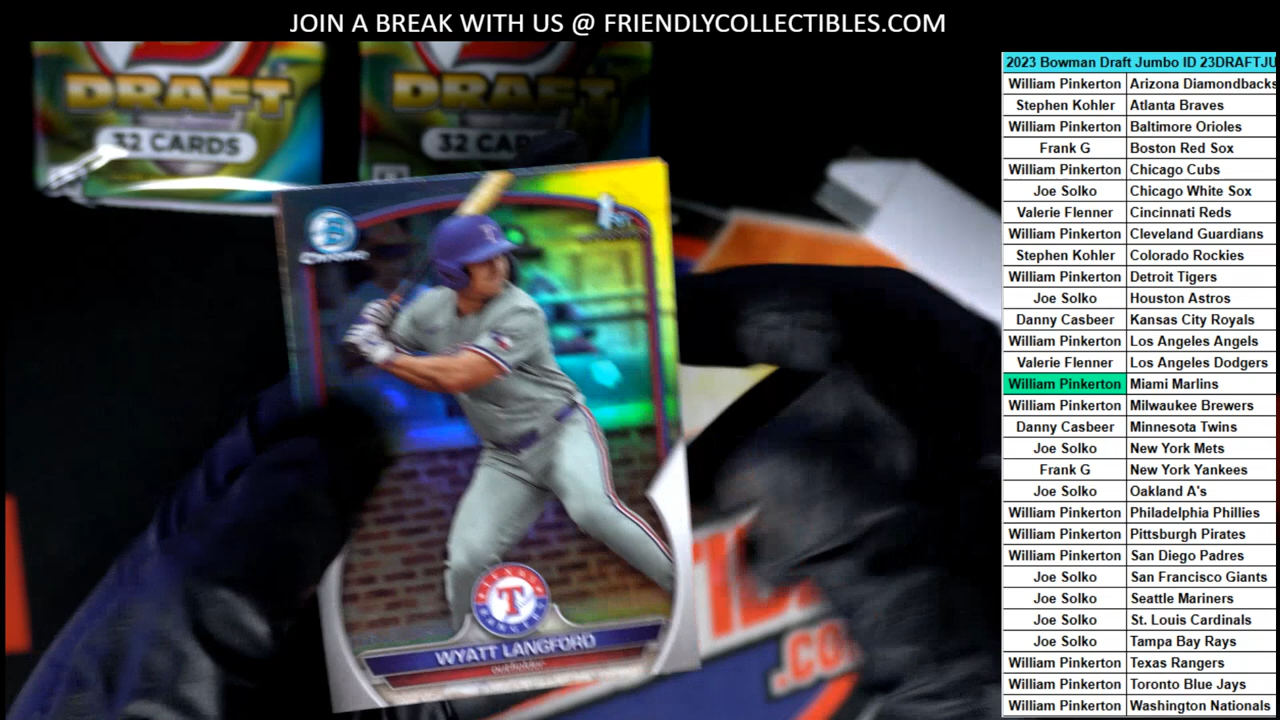 JOIN A BREAK WITH US @ FRIENDLYCOLLECTIBLES.COM
DRAFT
32 CARDS
DRAFT
32 CAR
CHROME
1st
TEXAS
T
RANGERS
WYATT LANGFORD
outfielder
.CO
2023 Bowman Draft Jumbo ID 23DRAFTJU
William Pinkerton Arizona Diamondbacks
Stephen Kohler Atlanta Braves
William Pinkerton Baltimore Orioles
Frank G Boston Red Sox
William Pinkerton Chicago Cubs
Joe Solko Chicago White Sox
Valerie Flenner Cincinnati Reds
William Pinkerton Cleveland Guardians
Stephen Kohler Colorado Rockies
William Pinkerton Detroit Tigers
Joe Solko Houston Astros
Danny Casbeer Kansas City Royals
William Pinkerton Los Angeles Angels
Valerie Flenner Los Angeles Dodgers
William Pinkerton Miami Marlins
William Pinkerton Milwaukee Brewers
Danny Casbeer Minnesota Twins
Joe Solko New York Mets
Frank G New York Yankees
Joe Solko Oakland A's
William Pinkerton Philadelphia Phillies
William Pinkerton Pittsburgh Pirates
William Pinkerton San Diego Padres
Joe Solko San Francisco Giants
Joe Solko Seattle Mariners
Joe Solko St. Louis Cardinals
Joe Solko Tampa Bay Rays
William Pinkerton Texas Rangers
William Pinkerton Toronto Blue Jays
William Pinkerton Washington Nationals